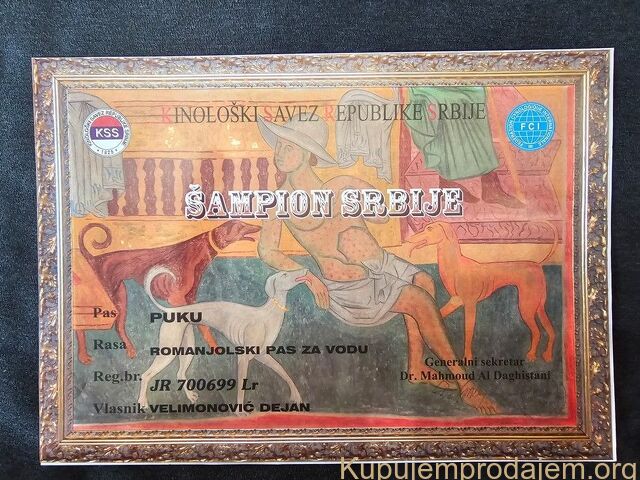 KINOLOŠKI SAVEZ REPUBLIKE SRBIJE
KSS
1925
FCI
ŠAMPION SRBIJE
Pas PUKU
Rasa ROMANJOLSKI PAS ZA VODU
Reg.br. JR 700699 Lr
Vlasnik VELIMONOVIĆ DEJAN
Generalni sekretar
Dr. Mahmoud Al Daghistani
Kupujemprodajem.org